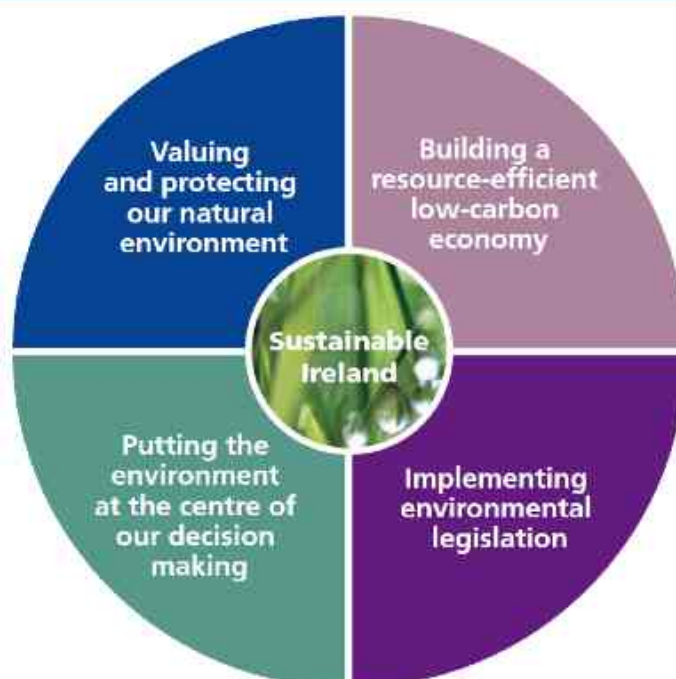 Valuing
and protecting
our natural
environment
Building a
resource-efficient
low-carbon
economy
Sustainable
Ireland
Putting the
environment
at the centre of
our decision
making
Implementing
environmental
legislation